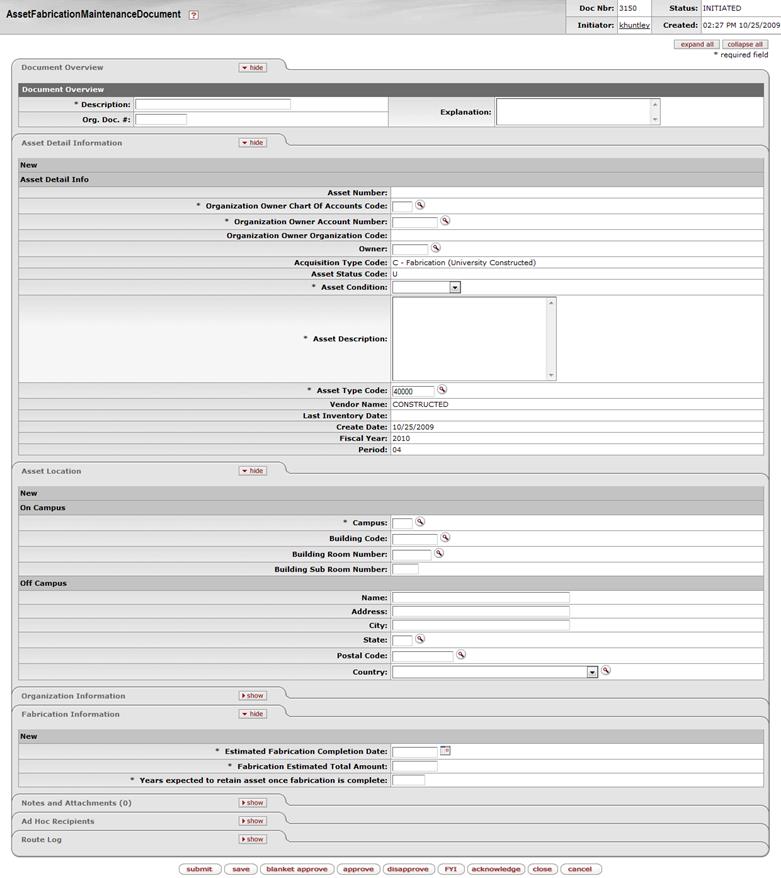 AssetFabricationMaintenanceDocument ?
Doc Nbr: 3150 Status: INITIATED
Initiator: khuntley Created: 02:27 PM 10/25/2009
expand all collapse all
* required field
Document Overview hide
Document Overview
* Description: Explanation:
Org. Doc. #:
Asset Detail Information hide
New
Asset Detail Info
Asset Number:
* Organization Owner Chart Of Accounts Code:
* Organization Owner Account Number:
Organization Owner Organization Code:
Owner:
Acquisition Type Code: C - Fabrication (University Constructed)
Asset Status Code: U
* Asset Condition:
* Asset Description:
* Asset Type Code: 40000
Vendor Name: CONSTRUCTED
Last Inventory Date:
Create Date: 10/25/2009
Fiscal Year: 2010
Period: 04
Asset Location hide
New
On Campus
* Campus:
Building Code:
Building Room Number:
Building Sub Room Number:
Off Campus
Name:
Address:
City:
State:
Postal Code:
Country:
Organization Information show
Fabrication Information hide
New
* Estimated Fabrication Completion Date:
* Fabrication Estimated Total Amount:
* Years expected to retain asset once fabrication is complete:
Notes and Attachments (0) show
Ad Hoc Recipients show
Route Log show
submit save blanket approve approve disapprove FYI acknowledge close cancel